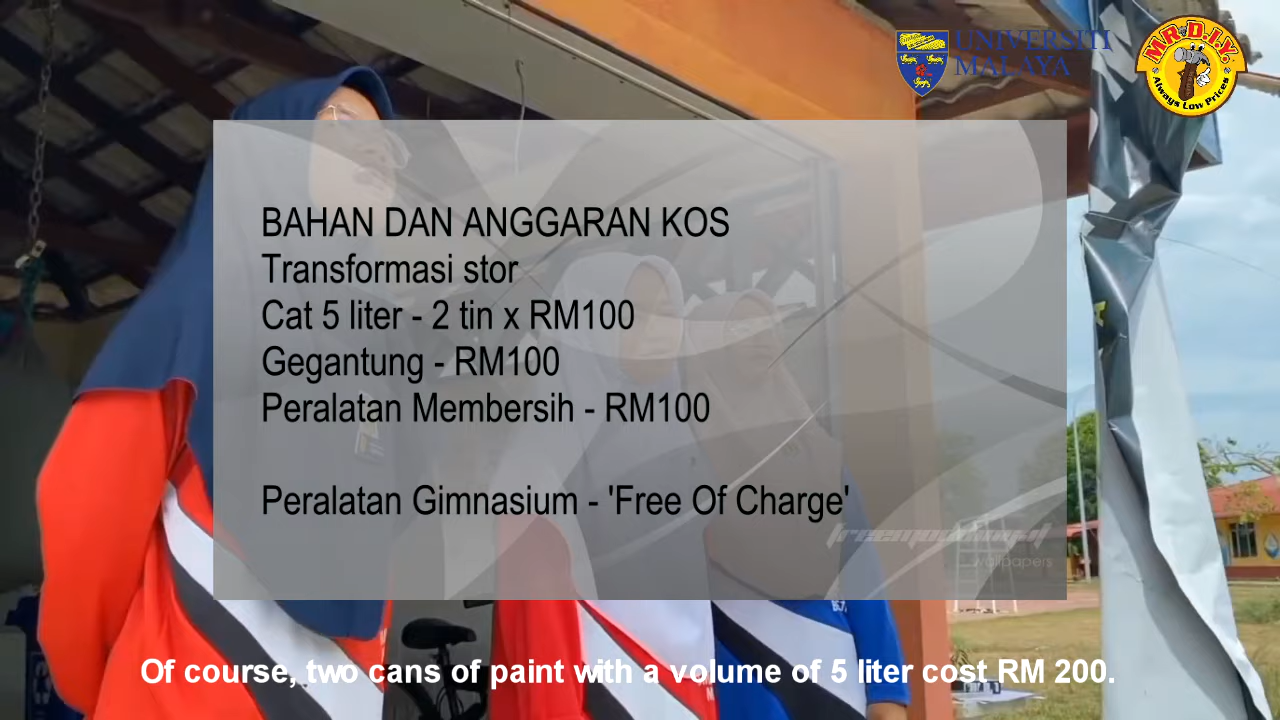 UNIVERSITI
MALAYA
MR.D.I.Y.
Always Low Prices
BAHAN DAN ANGGARAN KOS
Transformasi stor
Cat 5 liter - 2 tin x RM100
Gegantung - RM100
Peralatan Membersih - RM100
Peralatan Gimnasium - 'Free Of Charge'
wallpapers
Of course, two cans of paint with a volume of 5 liter cost RM 200.